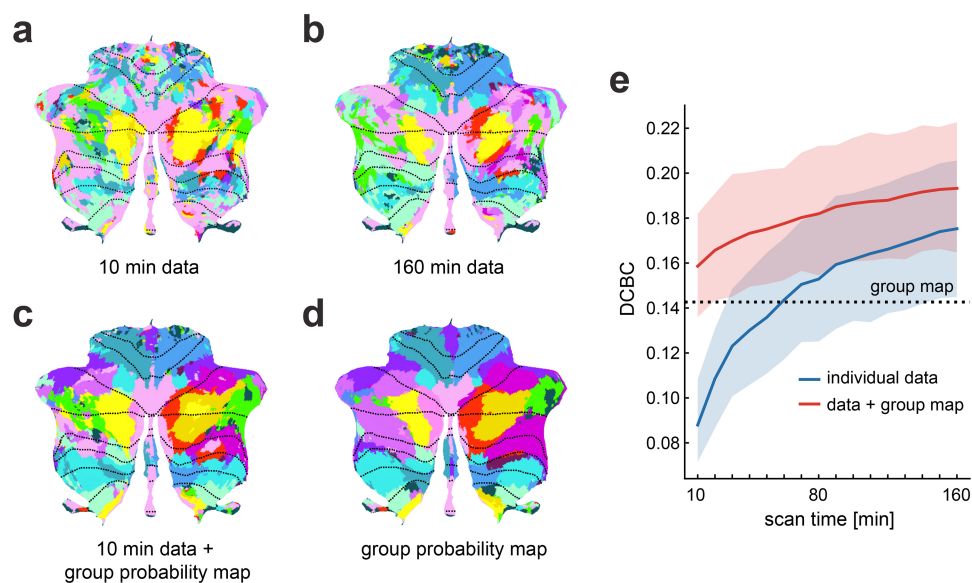 a
10 min data
b
160 min data
c
10 min data +
group probability map
d
group probability map
e
DCBC
0.22
0.20
0.18
0.16
0.14
0.12
0.10
0.08
group map
individual data
data + group map
10
80
160
scan time [min]